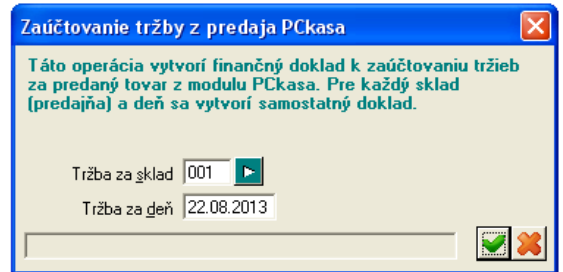 Zaúčtovanie tržby z predaja PCkasa
Táto operácia vytvorí finančný doklad k zaúčtovaniu tržieb
za predaný tovar z modulu PCkasa. Pre každý sklad
(predajňa) a deň sa vytvorí samostatný doklad.
Tržba za sklad 001
Tržba za deň 22.08.2013